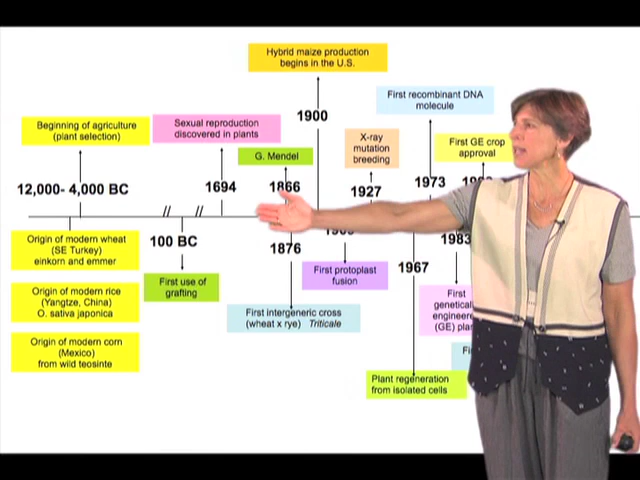 Hybrid maize production
begins in the U.S.
1900
First recombinant DNA
molecule
Beginning of agriculture
(plant selection)
Sexual reproduction
discovered in plants
X-ray
mutation
breeding
First GE crop
approval
G. Mendel
12,000- 4,000 BC
1694
1866
1927
1973
Origin of modern wheat
(SE Turkey)
einkorn and emmer
100 BC
1876
1967
1983
First use of
grafting
First protoplast
fusion
Origin of modern rice
(Yangtze, China)
O. sativa japonica
First intergeneric cross
(wheat x rye) Triticale
First
(GE)
Origin of modern corn
(Mexico)
from wild teosinte
Plant regeneration
from isolated cells